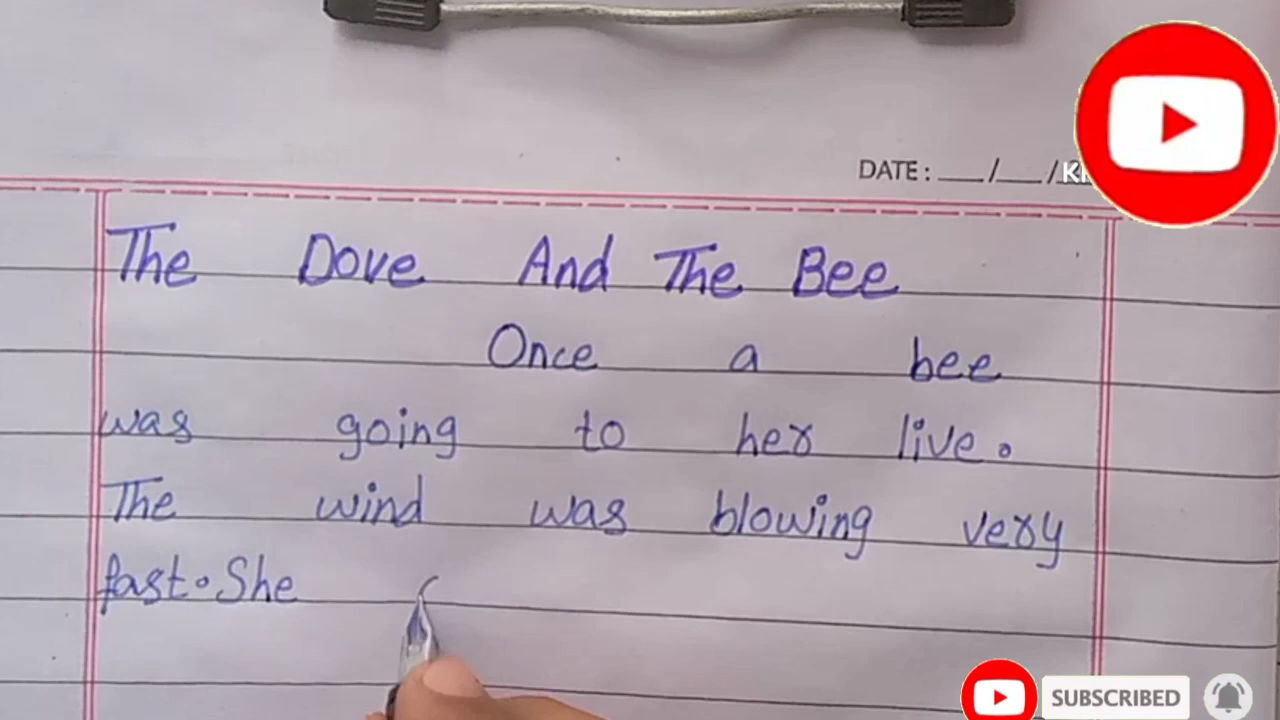 DATE : ___/___/
The Dove And The Bee
Once a bee
was going to her live.
The wind was blowing very
fast. She
SUBSCRIBED